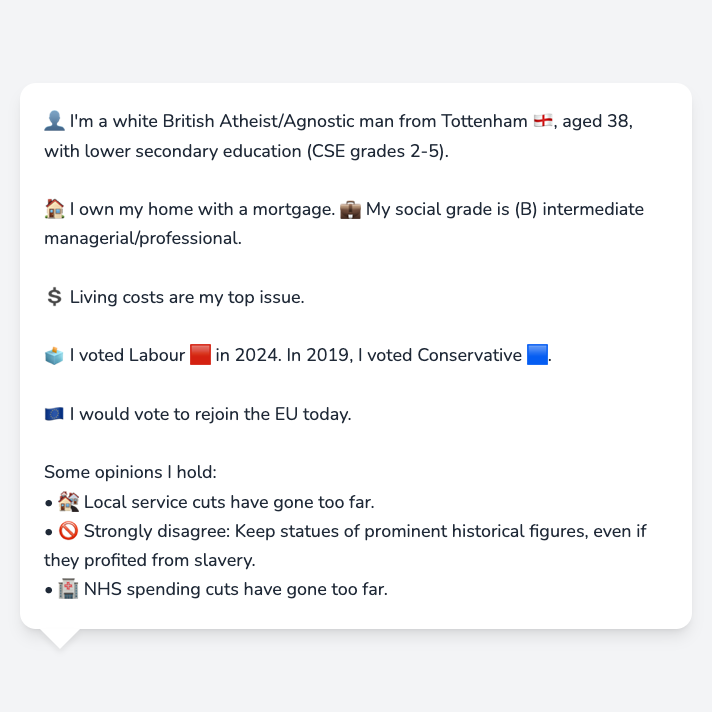 👤 I'm a white British Atheist/Agnostic man from Tottenham 🏴󠁧󠁢󠁥󠁮󠁧󠁿, aged 38,
with lower secondary education (CSE grades 2-5).
🏠 I own my home with a mortgage. 💼 My social grade is (B) intermediate
managerial/professional.
💲 Living costs are my top issue.
🗳️ I voted Labour 🟥 in 2024. In 2019, I voted Conservative 🟦.
🇪🇺 I would vote to rejoin the EU today.
Some opinions I hold:
• 🏘️ Local service cuts have gone too far.
• 🚫 Strongly disagree: Keep statues of prominent historical figures, even if
they profited from slavery.
• 🏥 NHS spending cuts have gone too far.